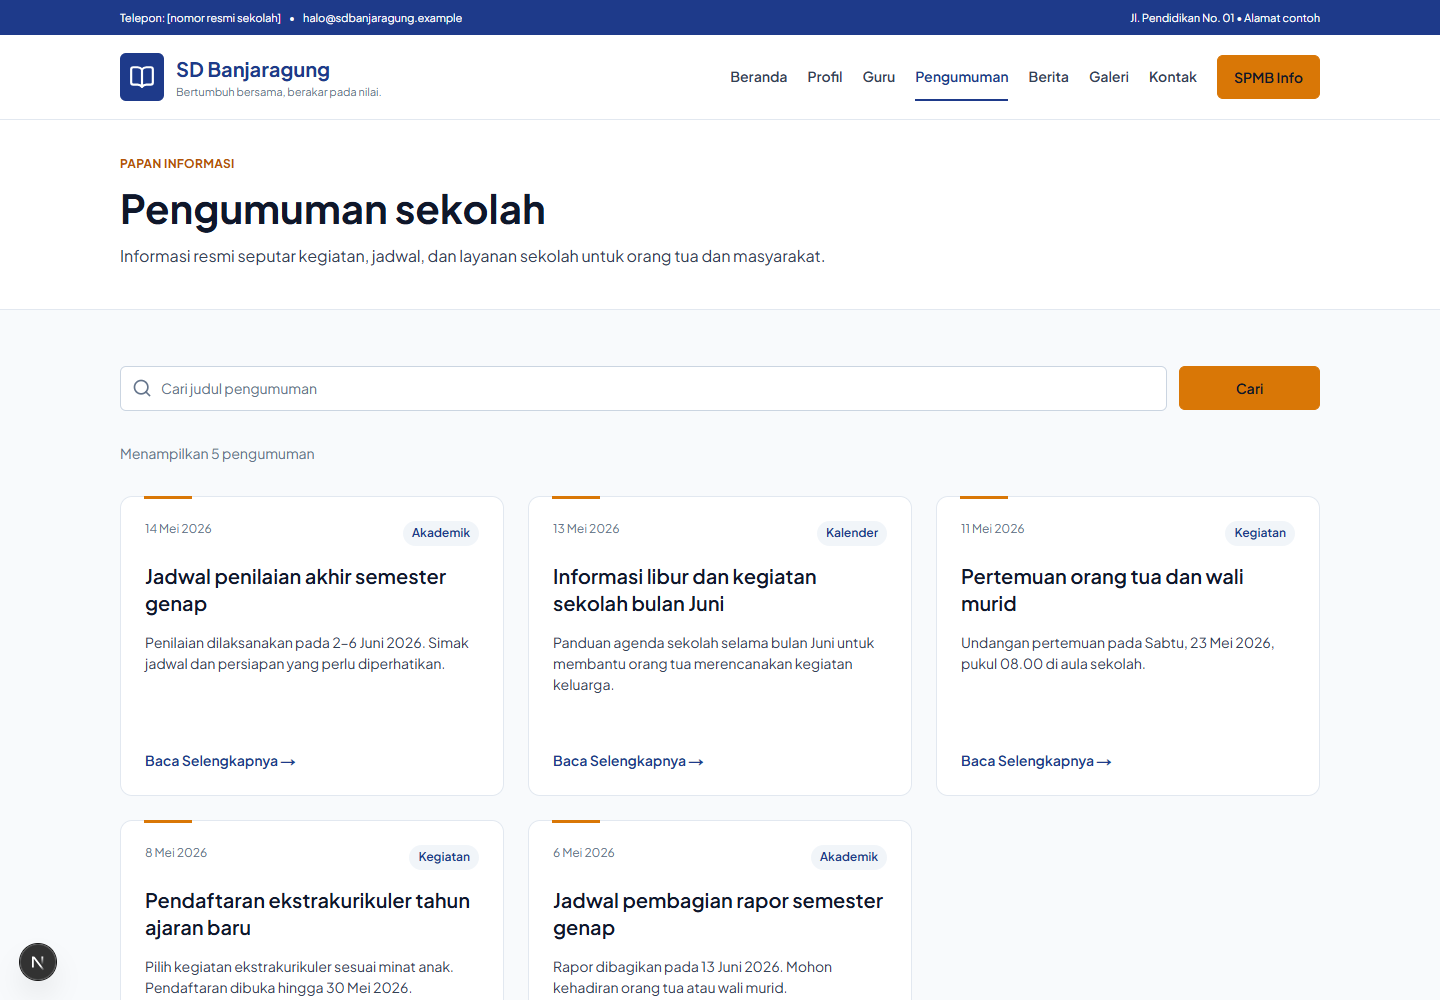 Telepon: [nomor resmi sekolah] • halo@sdbanjaragung.example
Jl. Pendidikan No. 01 • Alamat contoh
SD Banjaragung
Bertumbuh bersama, berakar pada nilai.
Beranda Profil Guru Pengumuman Berita Galeri Kontak SPMB Info
PAPAN INFORMASI
Pengumuman sekolah
Informasi resmi seputar kegiatan, jadwal, dan layanan sekolah untuk orang tua dan masyarakat.
Cari judul pengumuman
Cari
Menampilkan 5 pengumuman
14 Mei 2026
Akademik
Jadwal penilaian akhir semester
genap
Penilaian dilaksanakan pada 2–6 Juni 2026. Simak
jadwal dan persiapan yang perlu diperhatikan.
Baca Selengkapnya →
13 Mei 2026
Kalender
Informasi libur dan kegiatan
sekolah bulan Juni
Panduan agenda sekolah selama bulan Juni untuk
membantu orang tua merencanakan kegiatan
keluarga.
Baca Selengkapnya →
11 Mei 2026
Kegiatan
Pertemuan orang tua dan wali
murid
Undangan pertemuan pada Sabtu, 23 Mei 2026,
pukul 08.00 di aula sekolah.
Baca Selengkapnya →
8 Mei 2026
Kegiatan
Pendaftaran ekstrakurikuler tahun
ajaran baru
Pilih kegiatan ekstrakurikuler sesuai minat anak.
Pendaftaran dibuka hingga 30 Mei 2026.
6 Mei 2026
Akademik
Jadwal pembagian rapor semester
genap
Rapor dibagikan pada 13 Juni 2026. Mohon
kehadiran orang tua atau wali murid.
N